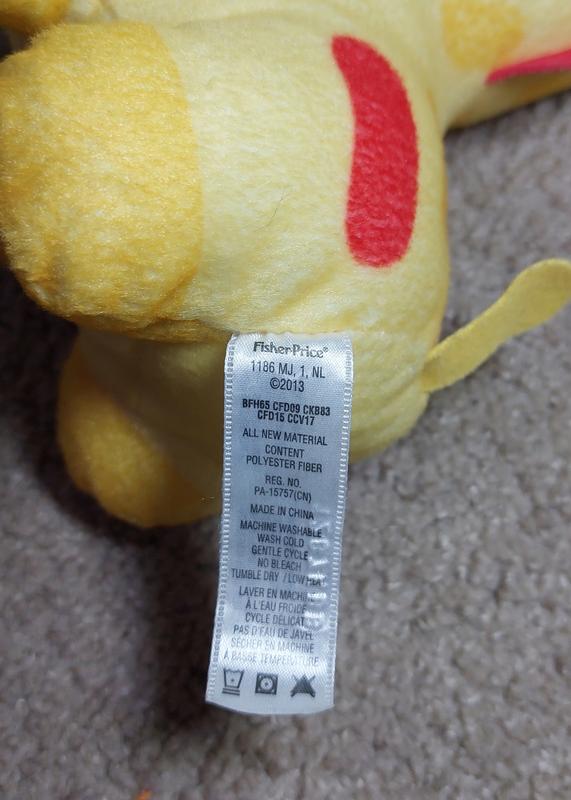 Fisher-Price®
1186 MJ, 1, NL
©2013
BFH65 CFD09 CKB83
CFD15 CCV17
ALL NEW MATERIAL
CONTENT
POLYESTER FIBER
REG. NO.
PA-15757(CN)
MADE IN CHINA
MACHINE WASHABLE
WASH COLD
GENTLE CYCLE
NO BLEACH
TUMBLE DRY / LOW HEAT
LAVER EN MACHINE
À L'EAU FROIDE
CYCLE DÉLICAT
PAS D'EAU DE JAVEL
SÉCHER EN MACHINE
À BASSE TEMPÉRATURE